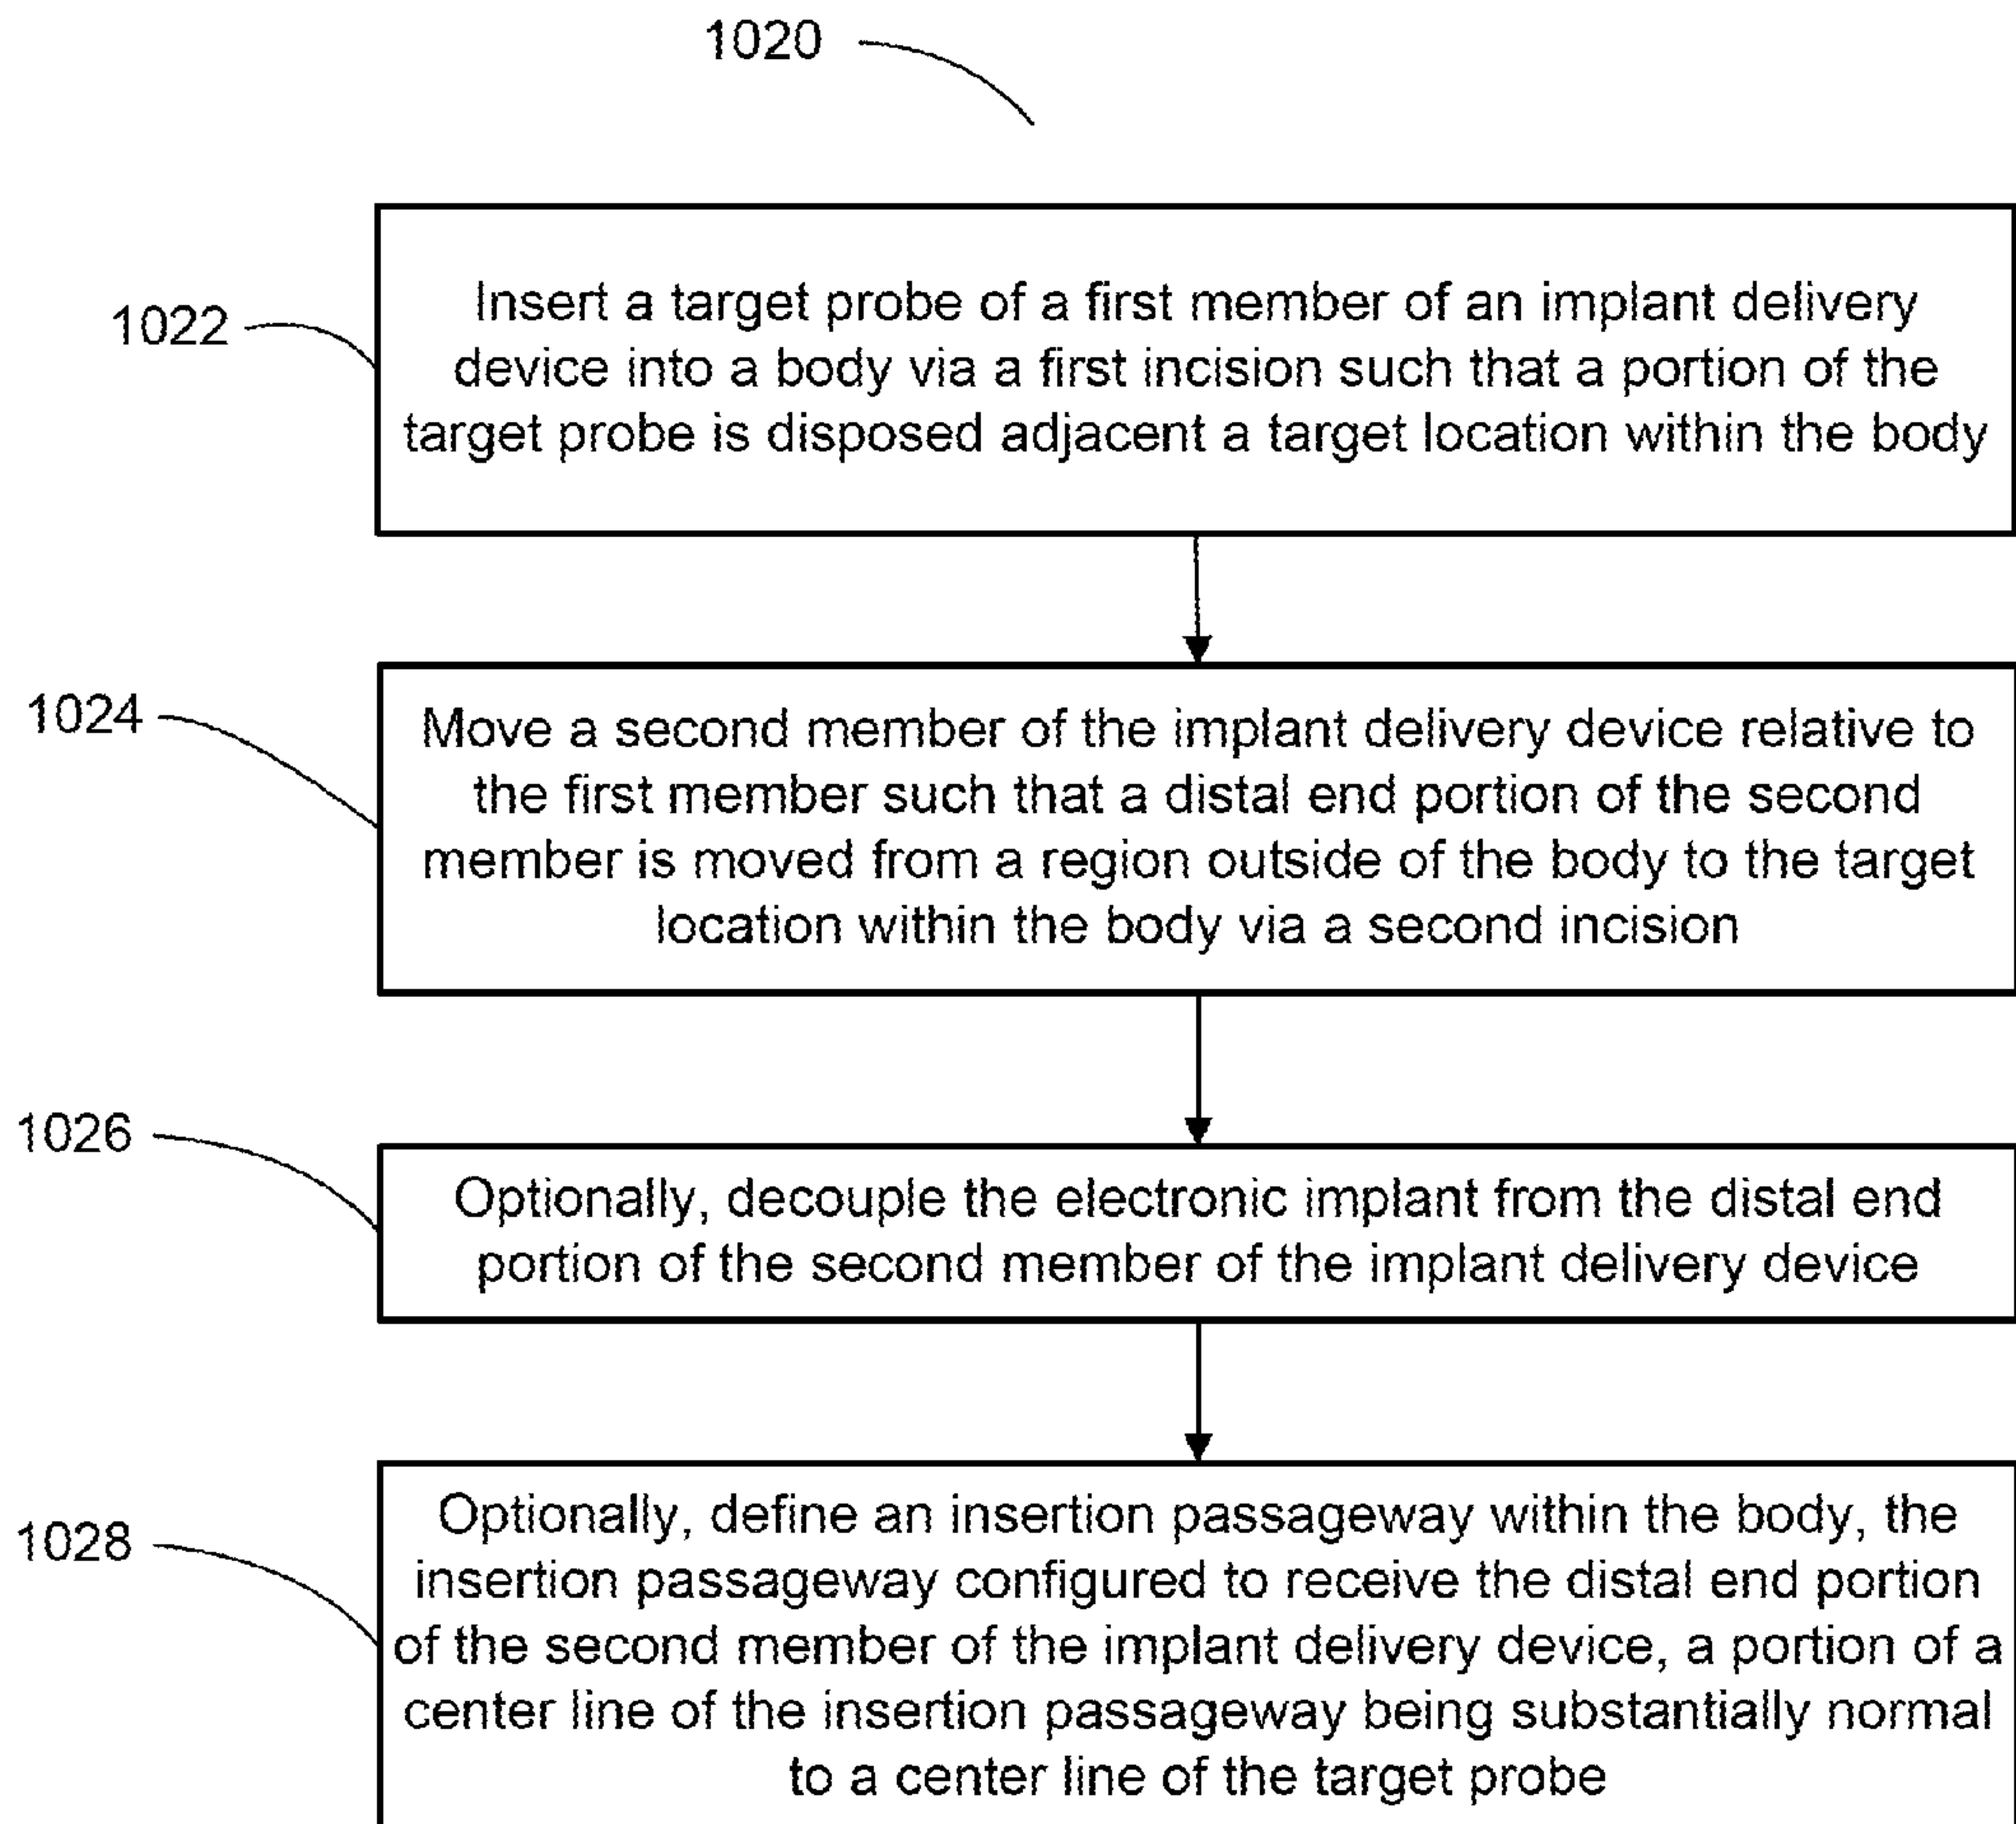 1020
1022
Insert a target probe of a first member of an implant delivery
device into a body via a first incision such that a portion of the
target probe is disposed adjacent a target location within the body
1024
Move a second member of the implant delivery device relative to
the first member such that a distal end portion of the second
member is moved from a region outside of the body to the target
location within the body via a second incision
1026
Optionally, decouple the electronic implant from the distal end
portion of the second member of the implant delivery device
1028
Optionally, define an insertion passageway within the body, the
insertion passageway configured to receive the distal end portion
of the second member of the implant delivery device, a portion of a
center line of the insertion passageway being substantially normal
to a center line of the target probe